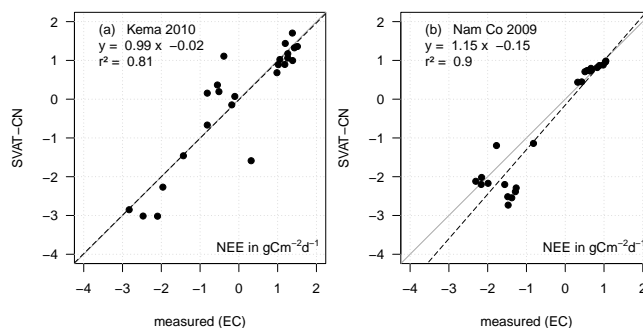 (a) Kema 2010
y = 0.99 x −0.02
r² = 0.81
2
1
0
−1
−2
−3
−4
SVAT−CN
NEE in gCm⁻²d⁻¹
−4 −3 −2 −1 0 1 2
measured (EC)
(b) Nam Co 2009
y = 1.15 x −0.15
r² = 0.9
2
1
0
−1
−2
−3
−4
SVAT−CN
NEE in gCm⁻²d⁻¹
−4 −3 −2 −1 0 1 2
measured (EC)